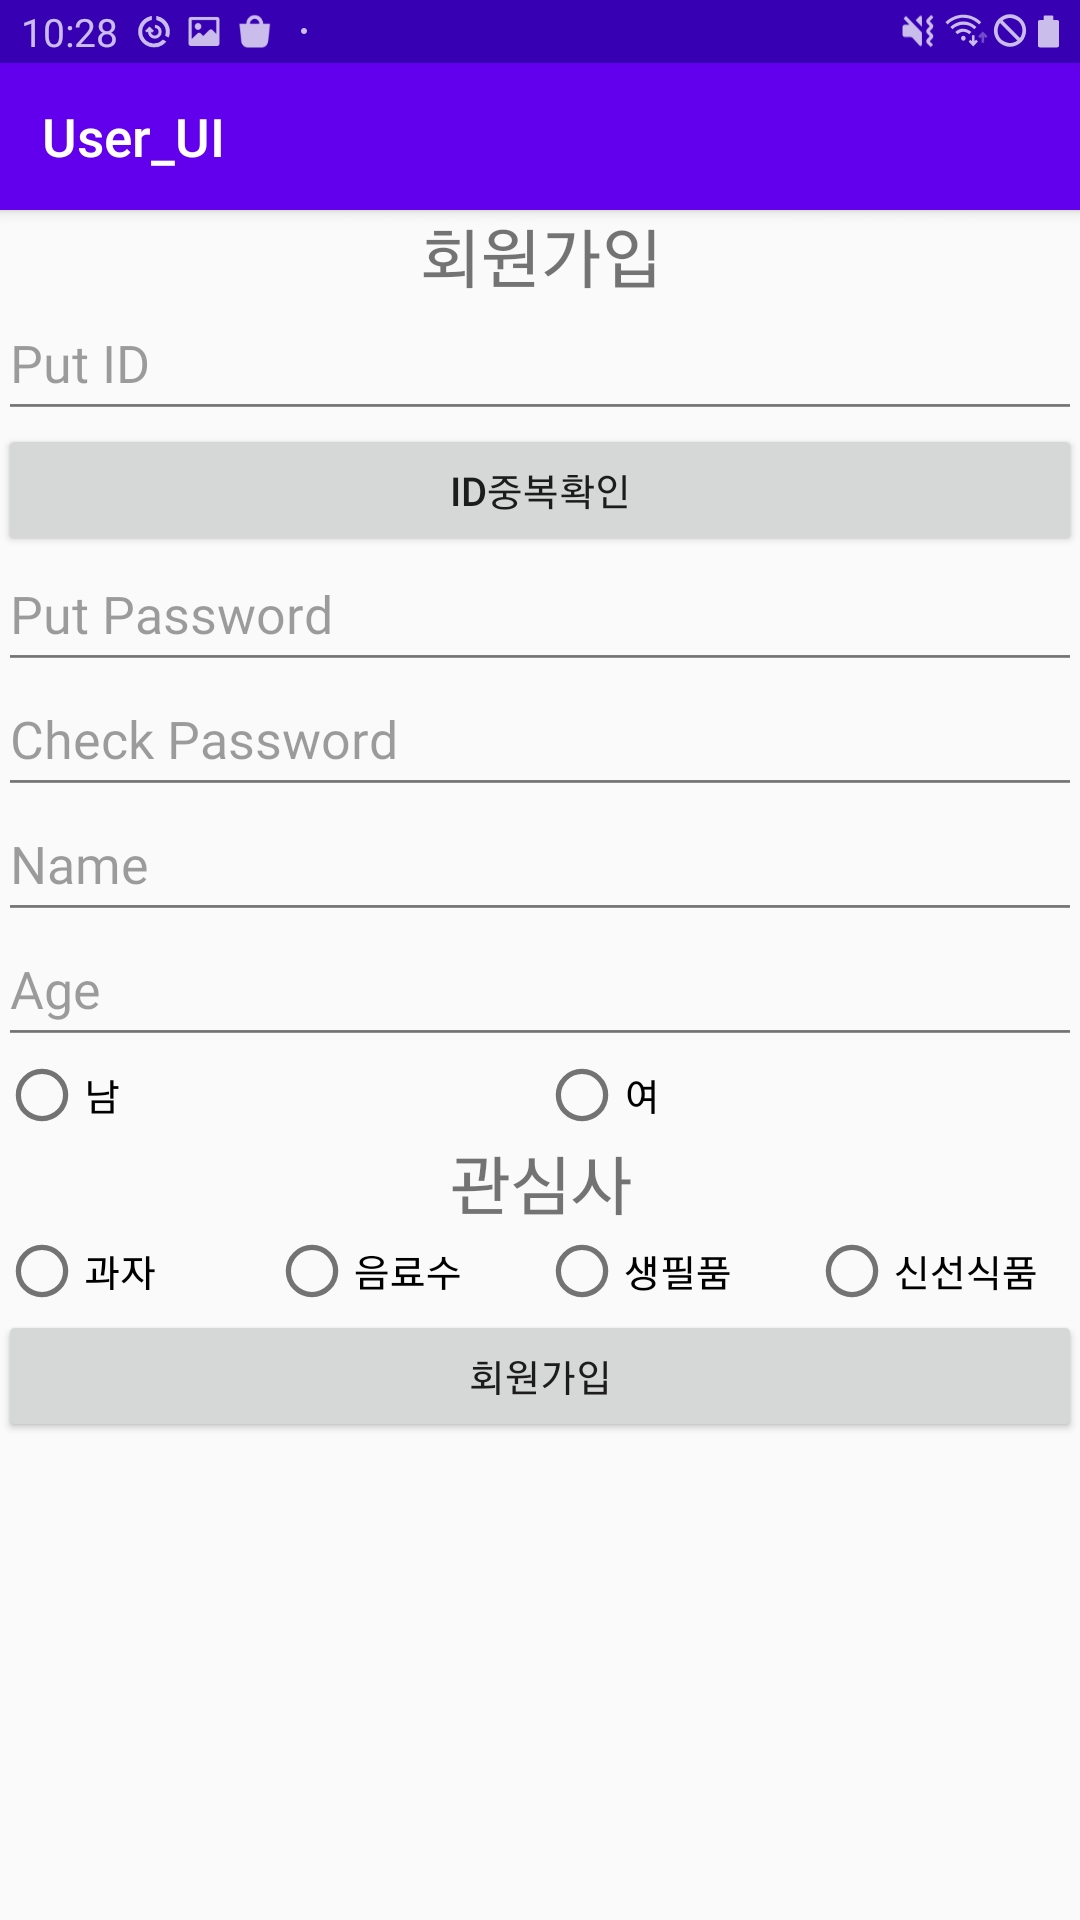 10:28
User_UI
회원가입
Put ID
ID중복확인
Put Password
Check Password
Name
Age
남 여
관심사
과자 음료수 생필품 신선식품
회원가입